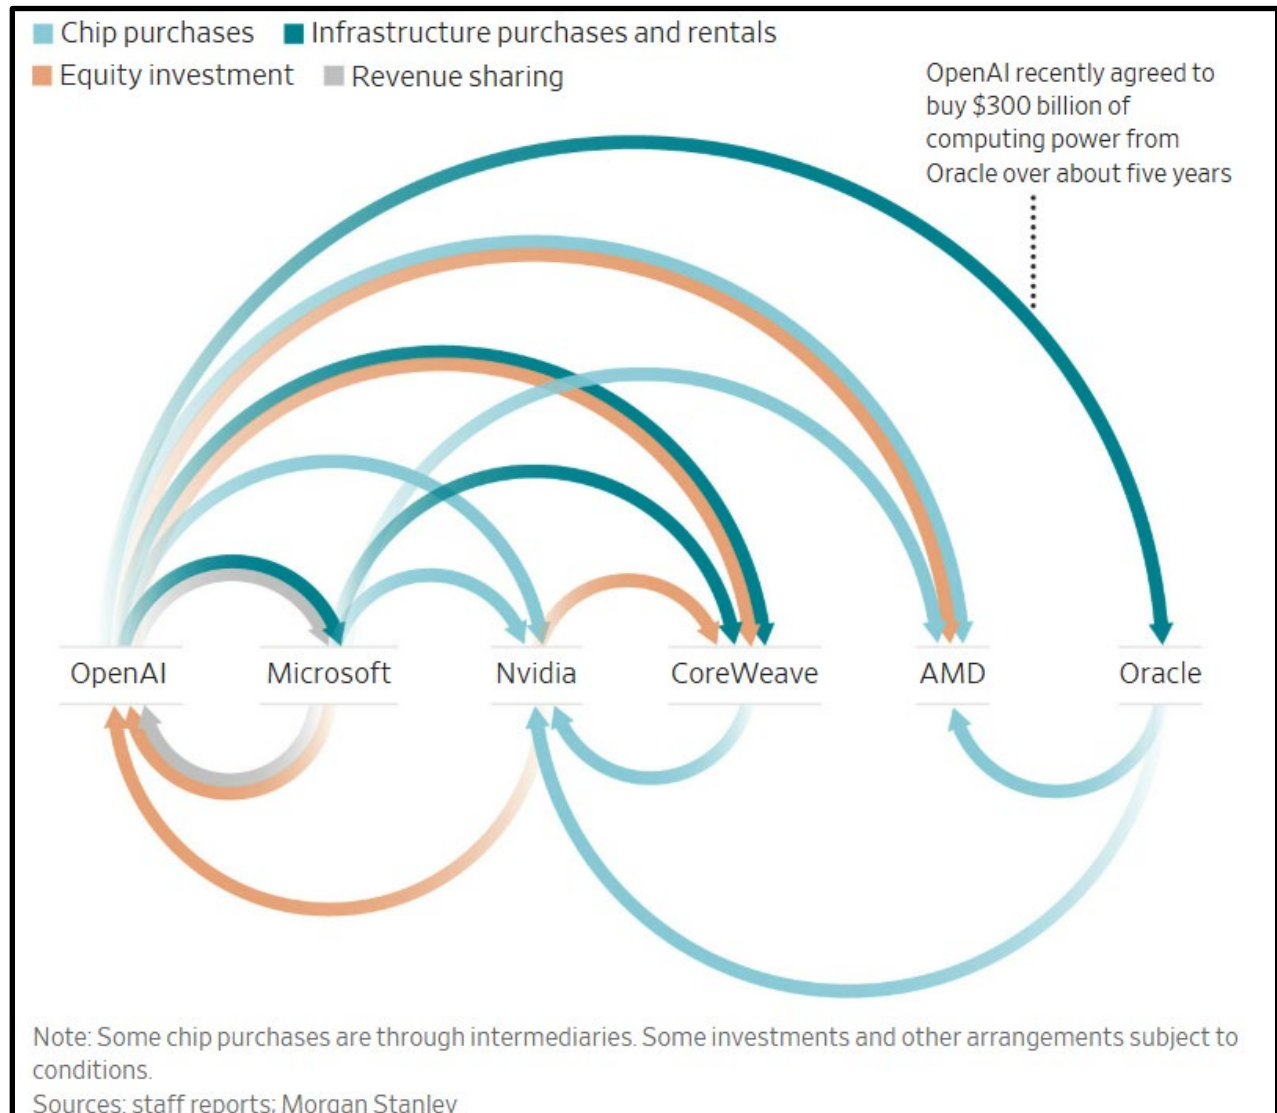 Chip purchases Infrastructure purchases and rentals
Equity investment Revenue sharing
OpenAI recently agreed to
buy $300 billion of
computing power from
Oracle over about five years
OpenAI Microsoft Nvidia CoreWeave AMD Oracle
Note: Some chip purchases are through intermediaries. Some investments and other arrangements subject to
conditions.
Sources: staff reports; Morgan Stanley